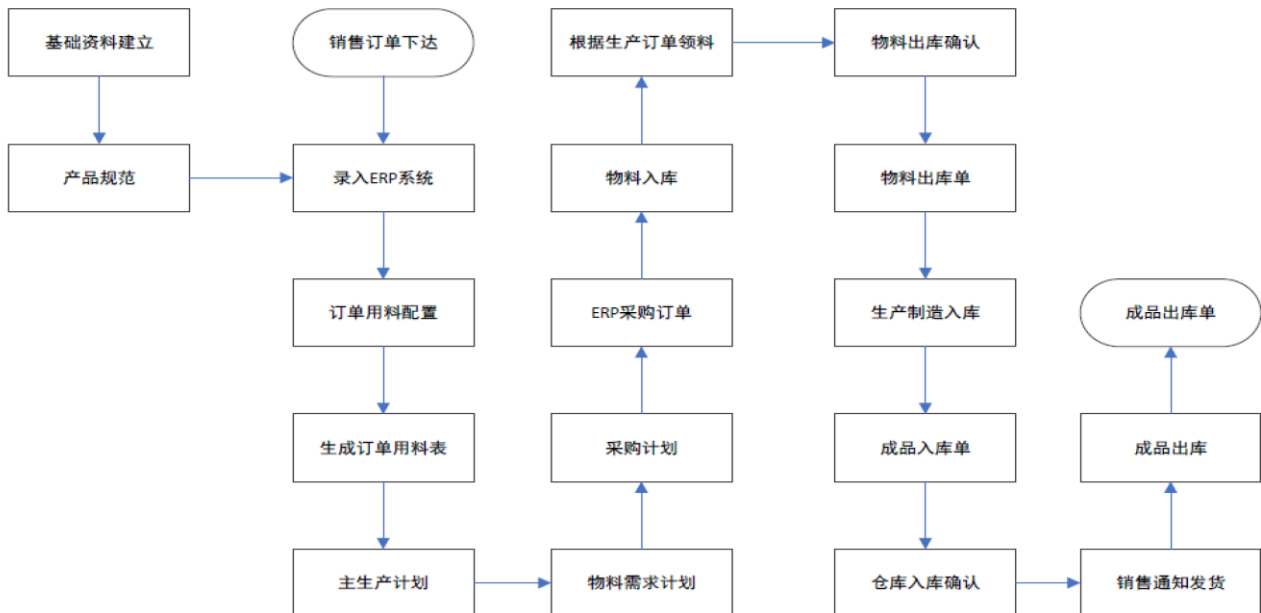 基础资料建立
销售订单下达
根据生产订单领料
物料出库确认
产品规范
录入ERP系统
物料入库
物料出库单
订单用料配置
ERP采购订单
生产制造入库
成品出库单
生成订单用料表
采购计划
成品入库单
成品出库
主生产计划
物料需求计划
仓库入库确认
销售通知发货